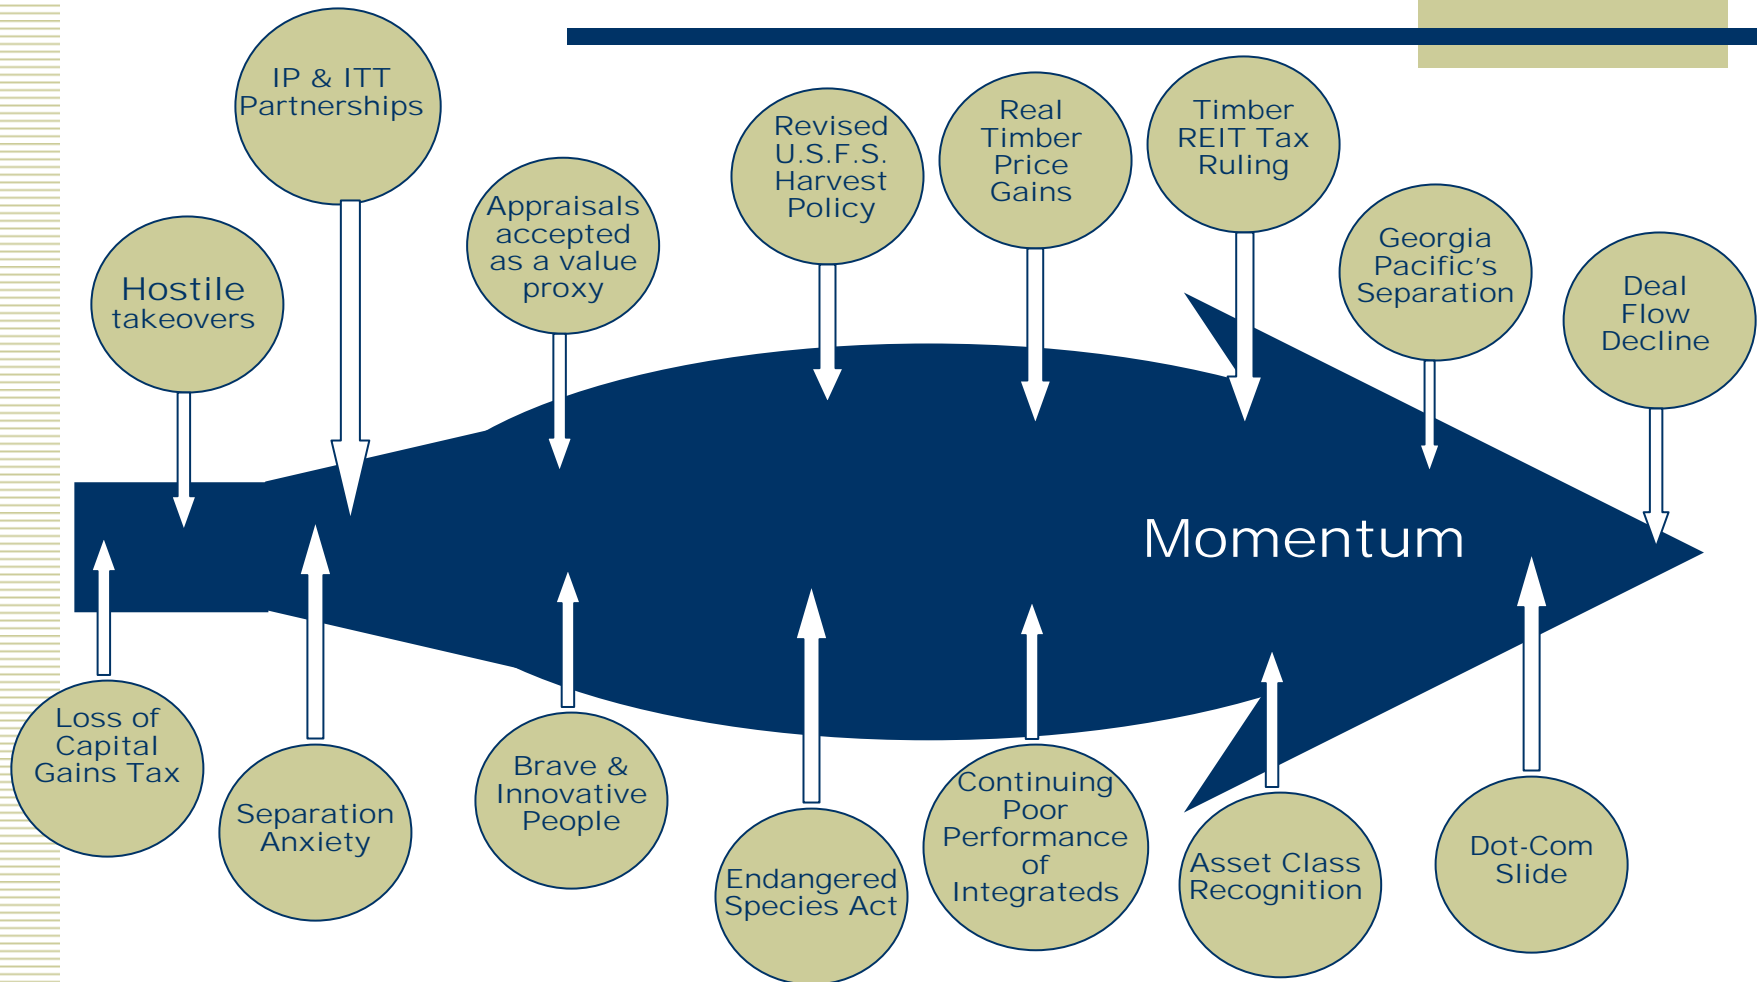 IP & ITT
Partnerships
Hostile
takeovers
Appraisals
accepted
as a value
proxy
Revised
U.S.F.S.
Harvest
Policy
Real
Timber
Price
Gains
Timber
REIT Tax
Ruling
Georgia
Pacific's
Separation
Deal
Flow
Decline
Momentum
Loss of
Capital
Gains Tax
Separation
Anxiety
Brave &
Innovative
People
Endangered
Species Act
Continuing
Poor
Performance
of
Integrateds
Asset Class
Recognition
Dot-Com
Slide